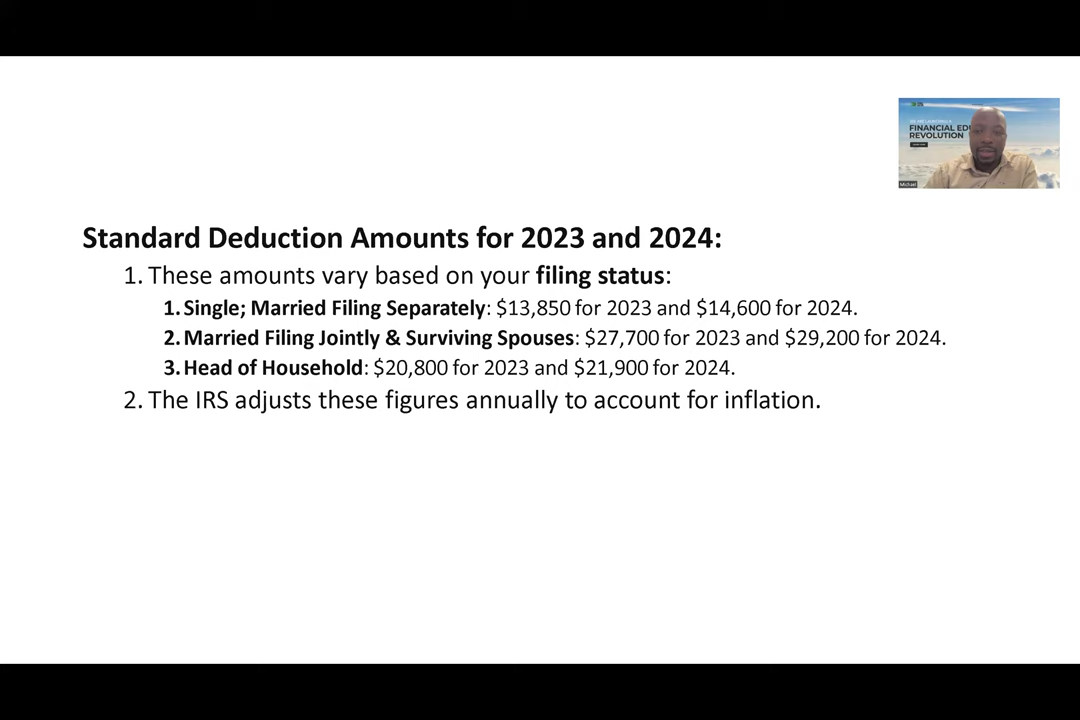 FINANCIAL EDU
REVOLUTION
Michael
Standard Deduction Amounts for 2023 and 2024:
1. These amounts vary based on your filing status:
1. Single; Married Filing Separately: $13,850 for 2023 and $14,600 for 2024.
2. Married Filing Jointly & Surviving Spouses: $27,700 for 2023 and $29,200 for 2024.
3. Head of Household: $20,800 for 2023 and $21,900 for 2024.
2. The IRS adjusts these figures annually to account for inflation.